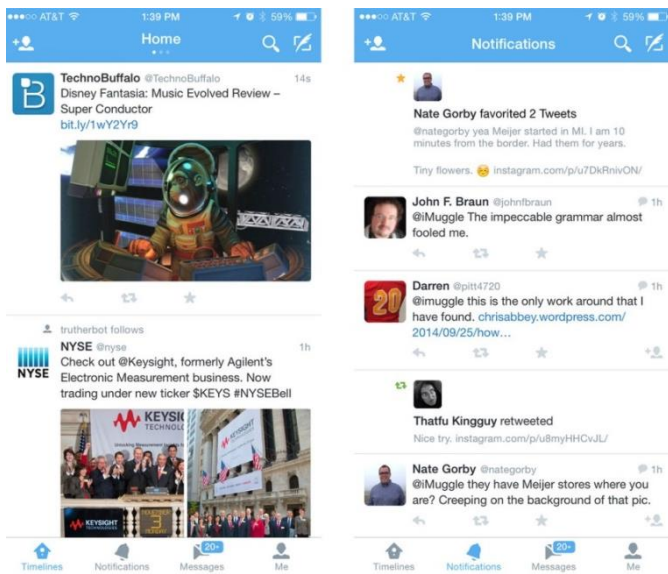 AT&T 1:39 PM 59%
Home
TechnoBuffalo @TechnoBuffalo 14s
Disney Fantasia: Music Evolved Review –
Super Conductor
bit.ly/1wY2Yr9
trutherbot follows
NYSE @nyse 1h
Check out @Keysight, formerly Agilent's
Electronic Measurement business. Now
trading under new ticker $KEYS #NYSEBell
NYSE
KEYSIGHT
TECHNOLOGIES
KEYSIGHT
KEYSIGHT
NOVEMBER
3
MONDAY
Timelines Notifications 20+ Messages Me
AT&T 1:39 PM 59%
Notifications
Nate Gorby favorited 2 Tweets
@nategorby yea Meijer started in MI. I am 10
minutes from the border. Had them for years.
Tiny flowers. instagram.com/p/u7DkRnivON/
John F. Braun @johnfbraun 1h
@iMuggle The impeccable grammar almost
fooled me.
Darren @pitt4720 1h
20
@imuggle this is the only work around that I
have found. chrisabbey.wordpress.com/
2014/09/25/how…
Thatfu Kingguy retweeted
Nice try. instagram.com/p/u8myHHCvJL/
Nate Gorby @nategorby 1h
@iMuggle they have Meijer stores where you
are? Creeping on the background of that pic.
Timelines Notifications 20+ Messages Me